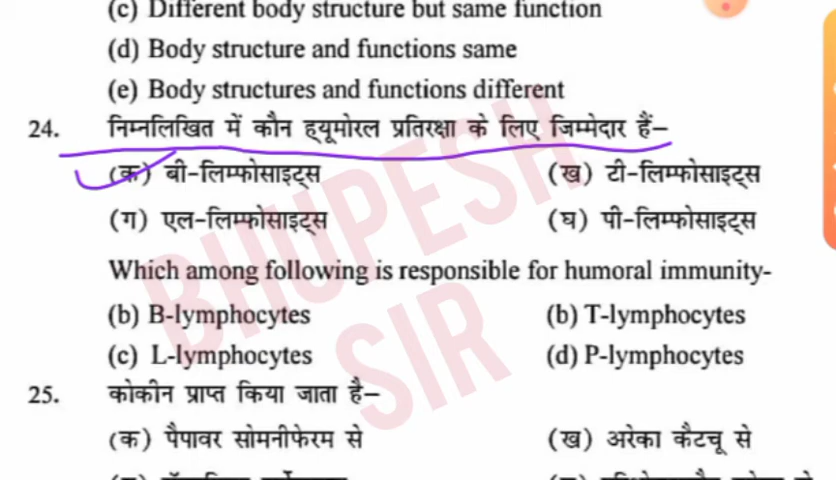 (c) Different body structure but same function
(d) Body structure and functions same
(e) Body structures and functions different
24. निम्नलिखित में कौन ह्यूमोरल प्रतिरक्षा के लिए जिम्मेदार हैं–
(क) बी-लिम्फोसाइट्स (ख) टी-लिम्फोसाइट्स
(ग) एल-लिम्फोसाइट्स (घ) पी-लिम्फोसाइट्स
Which among following is responsible for humoral immunity-
(b) B-lymphocytes (b) T-lymphocytes
(c) L-lymphocytes (d) P-lymphocytes
25. कोकीन प्राप्त किया जाता है–
(क) पैपावर सोमनीफेरम से (ख) अरेका कैटचू से
BHUPESH
SIR